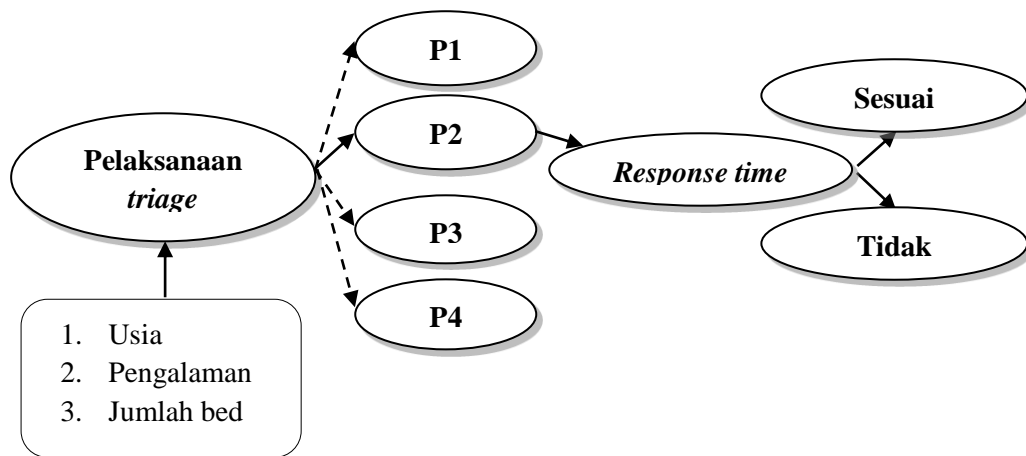 P1
Sesuai
P2
Pelaksanaan
triage
Response time
P3
Tidak
P4
1. Usia
2. Pengalaman
3. Jumlah bed